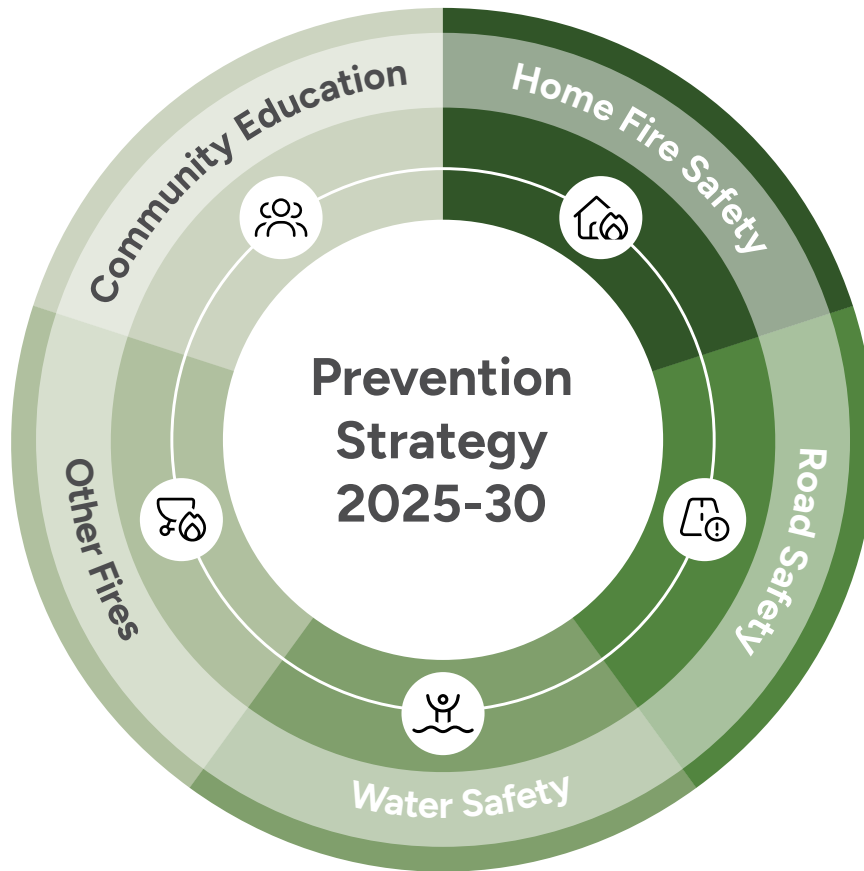 Prevention
Strategy
2025-30
Home Fire Safety
Road Safety
Water Safety
Other Fires
Community Education